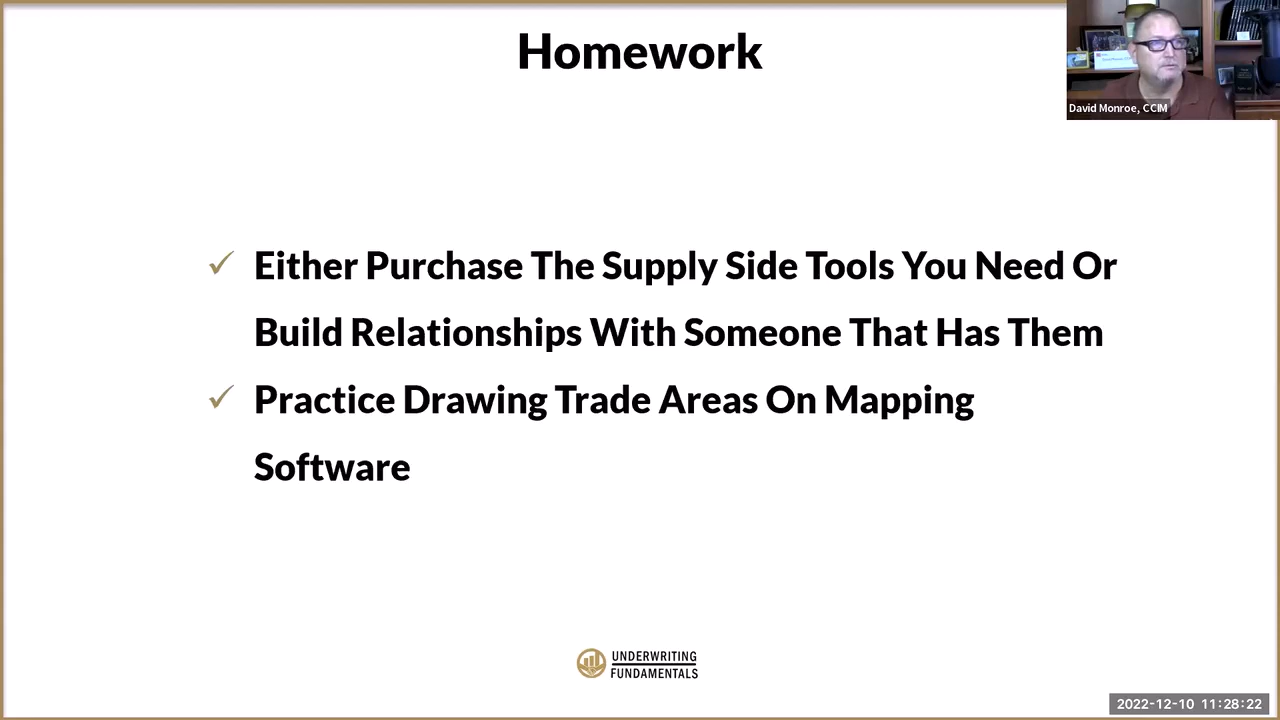 Homework
David Monroe, CCIM
Either Purchase The Supply Side Tools You Need Or
Build Relationships With Someone That Has Them
Practice Drawing Trade Areas On Mapping
Software
UNDERWRITING
FUNDAMENTALS
2022-12-10 11:28:22